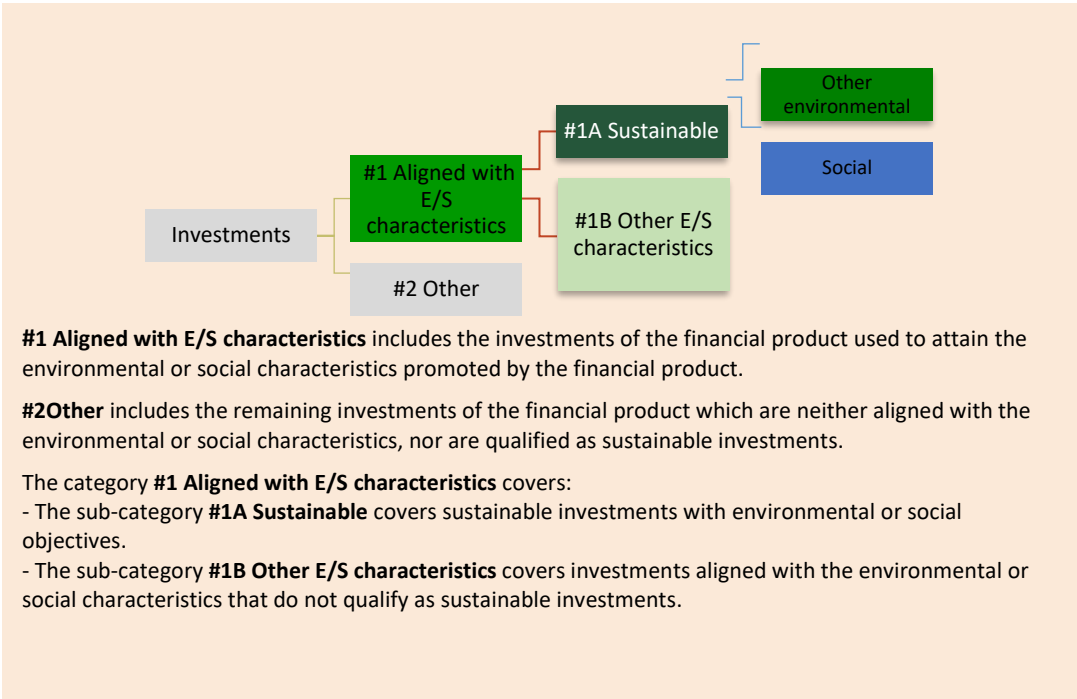 Other
environmental
#1A Sustainable
Social
#1 Aligned with
E/S
characteristics
#1B Other E/S
characteristics
Investments
#2 Other
#1 Aligned with E/S characteristics includes the investments of the financial product used to attain the
environmental or social characteristics promoted by the financial product.
#2Other includes the remaining investments of the financial product which are neither aligned with the
environmental or social characteristics, nor are qualified as sustainable investments.
The category #1 Aligned with E/S characteristics covers:
- The sub-category #1A Sustainable covers sustainable investments with environmental or social
objectives.
- The sub-category #1B Other E/S characteristics covers investments aligned with the environmental or
social characteristics that do not qualify as sustainable investments.